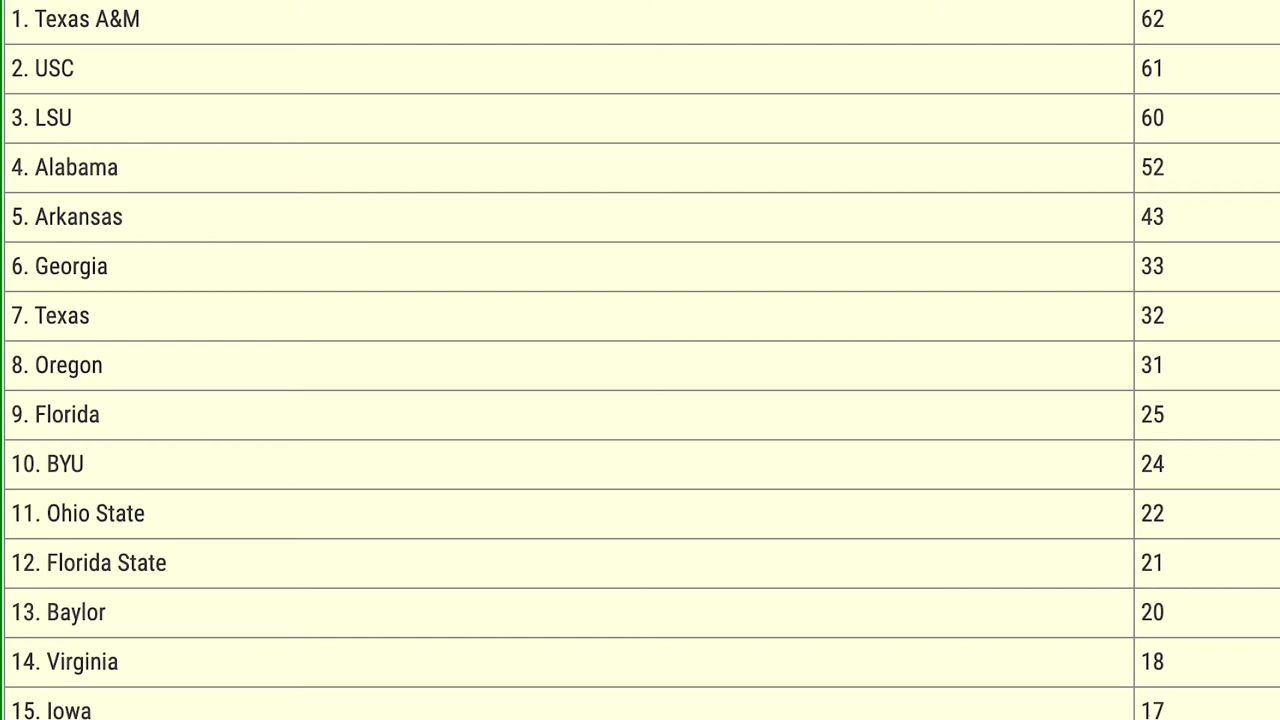 1. Texas A&M 62
2. USC 61
3. LSU 60
4. Alabama 52
5. Arkansas 43
6. Georgia 33
7. Texas 32
8. Oregon 31
9. Florida 25
10. BYU 24
11. Ohio State 22
12. Florida State 21
13. Baylor 20
14. Virginia 18
15. Iowa 17